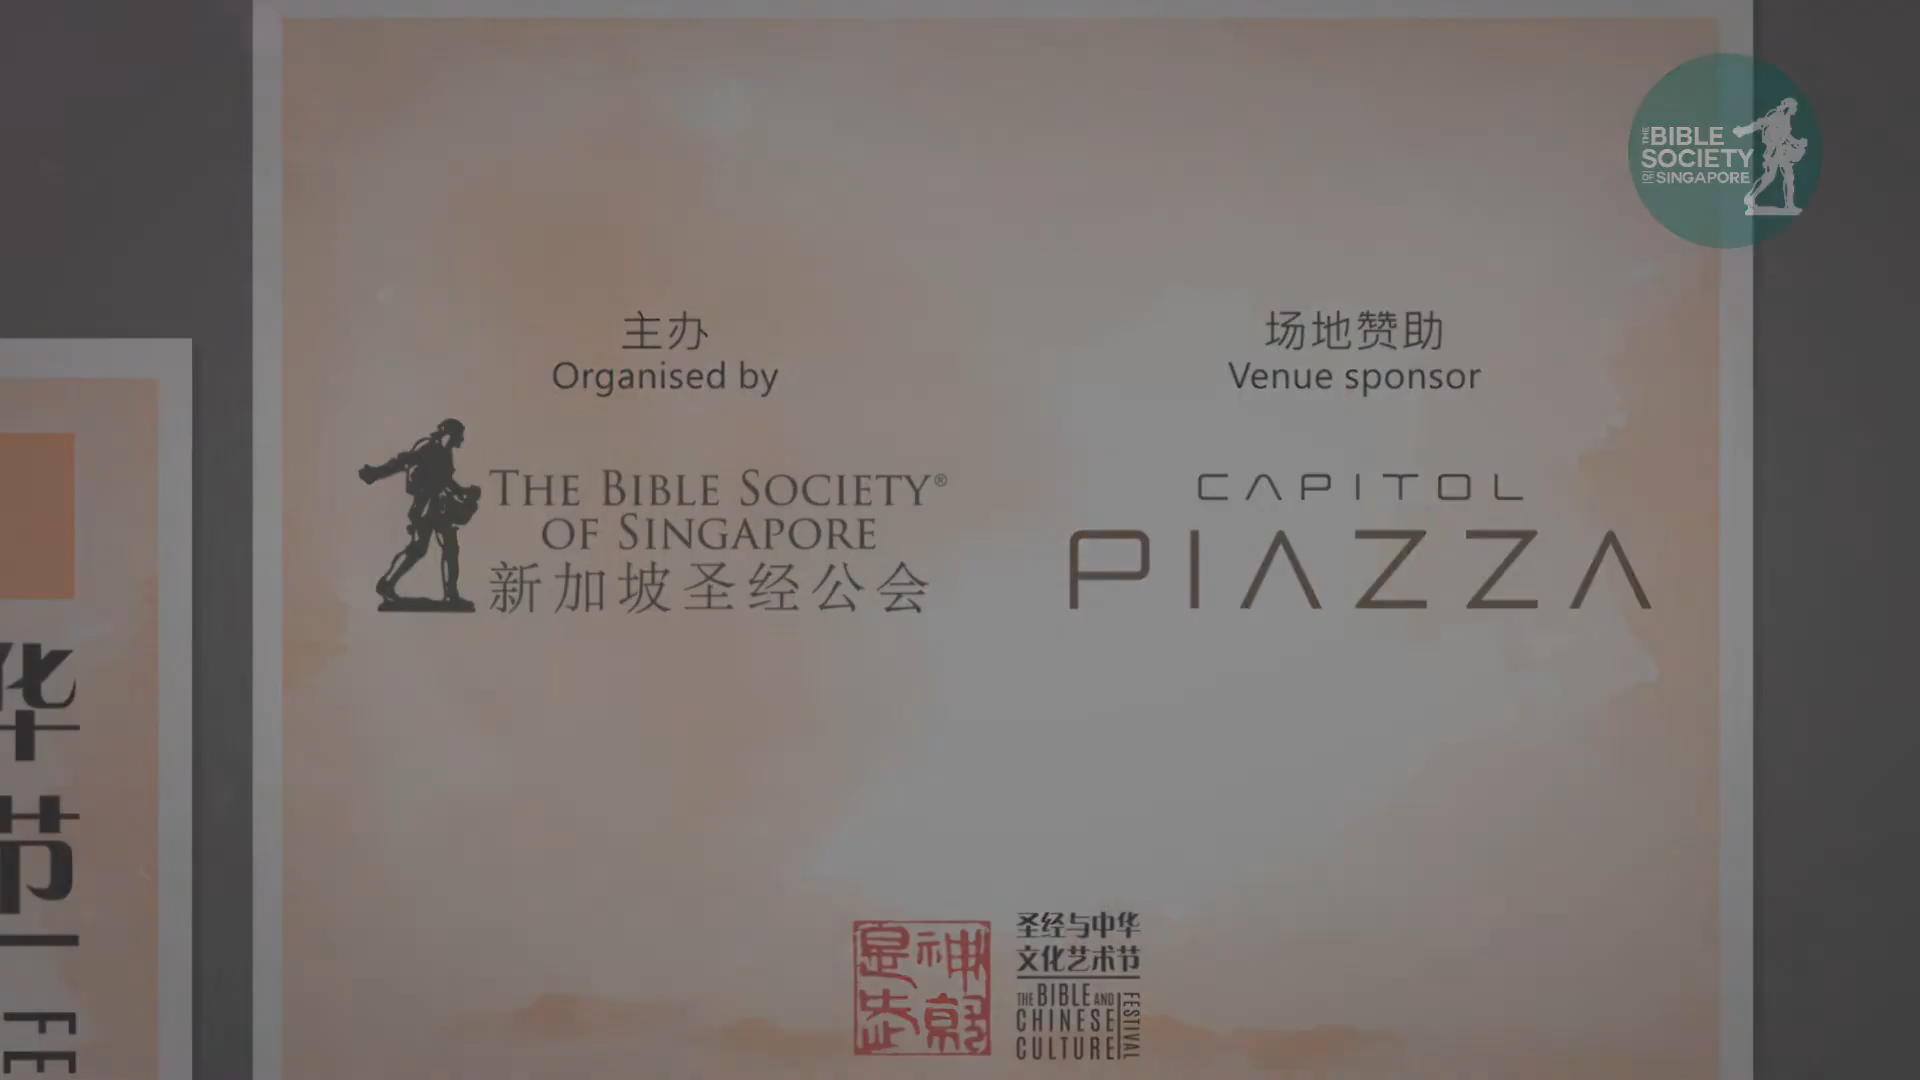 THE BIBLE
SOCIETY
OF SINGAPORE
主办
Organised by
THE BIBLE SOCIETY®
OF SINGAPORE
新加坡圣经公会
场地赞助
Venue sponsor
CAPITOL
PIAZZA
华
节
FE
圣经与中华
文化艺术节
THE BIBLE AND
CHINESE
CULTURE
FESTIVAL